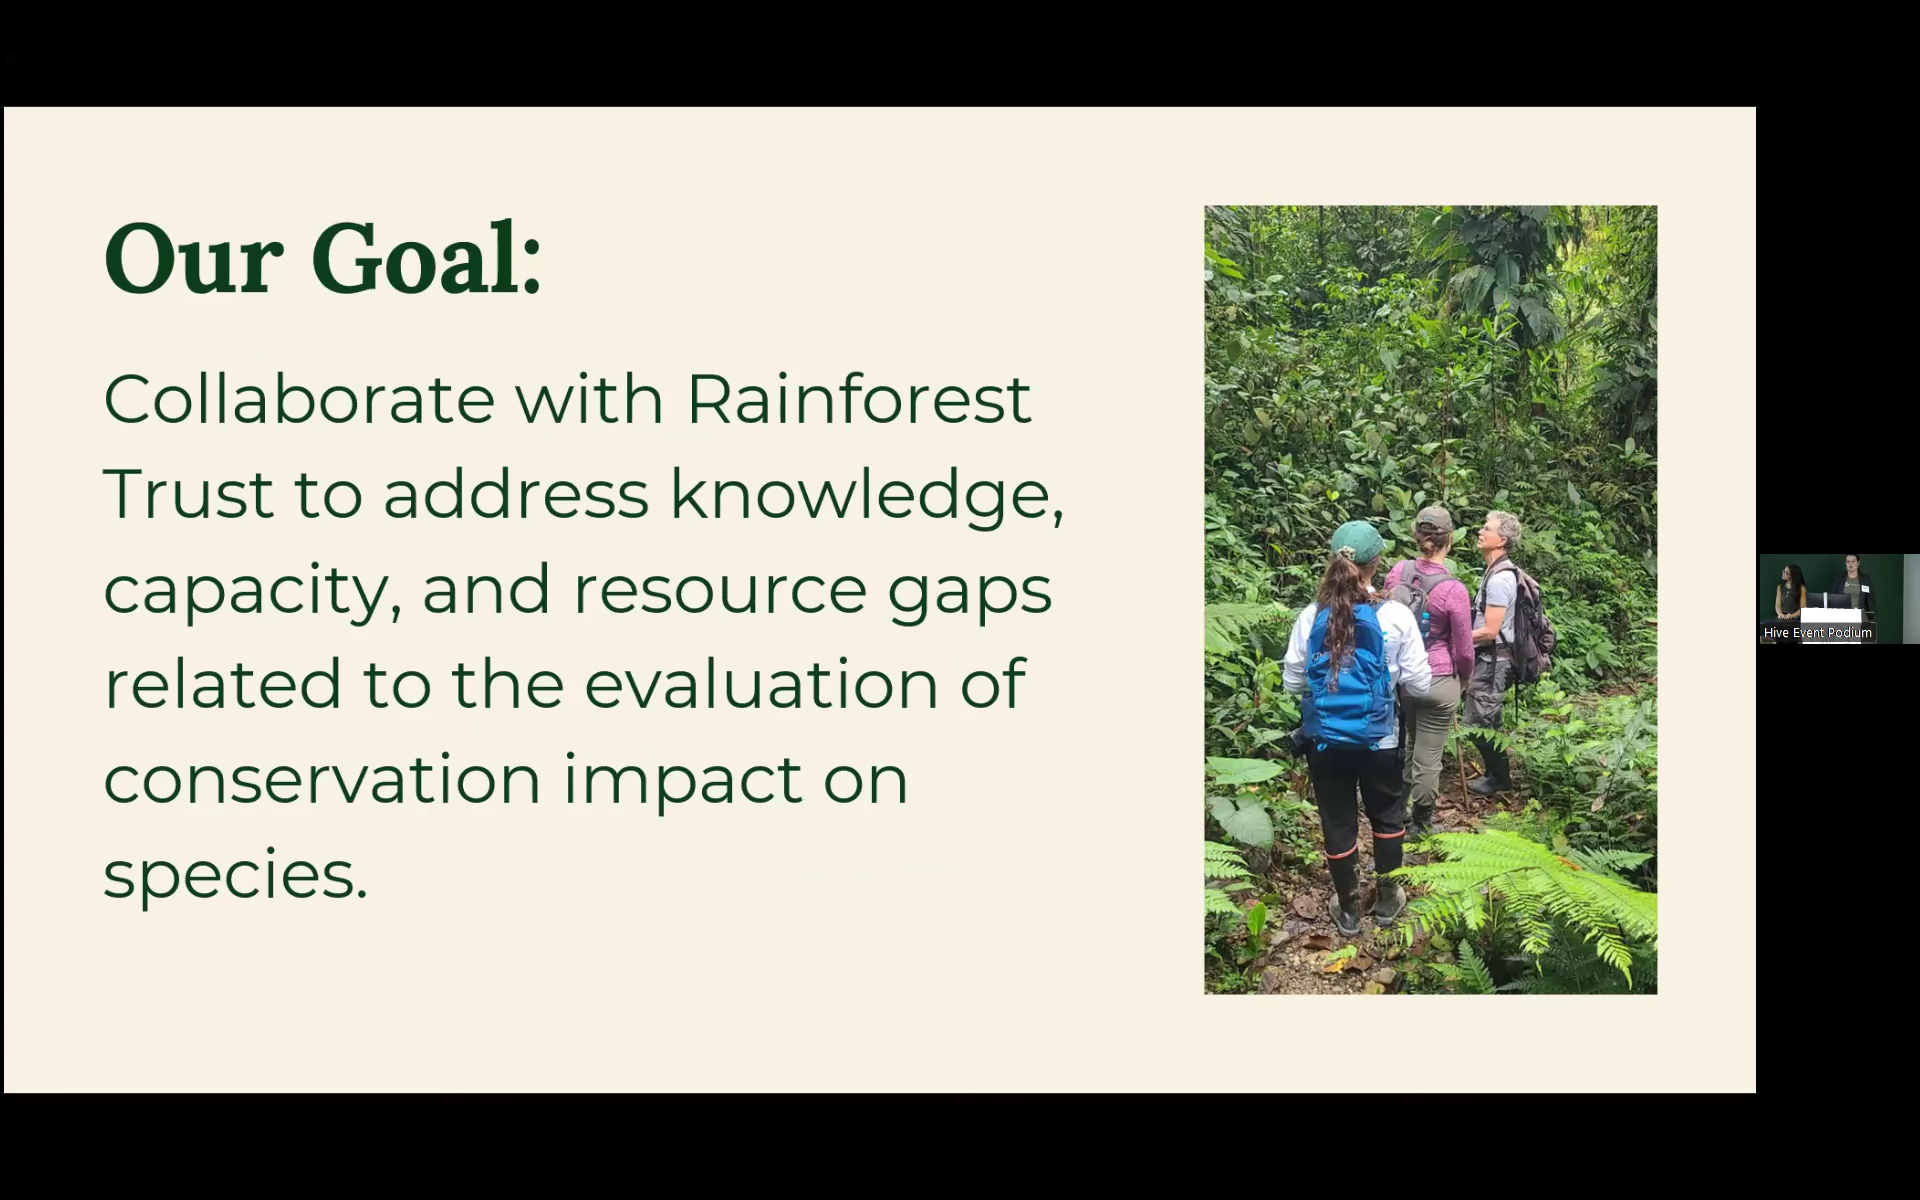 Our Goal:
Collaborate with Rainforest
Trust to address knowledge,
capacity, and resource gaps
related to the evaluation of
conservation impact on
species.
Hive Event Podium